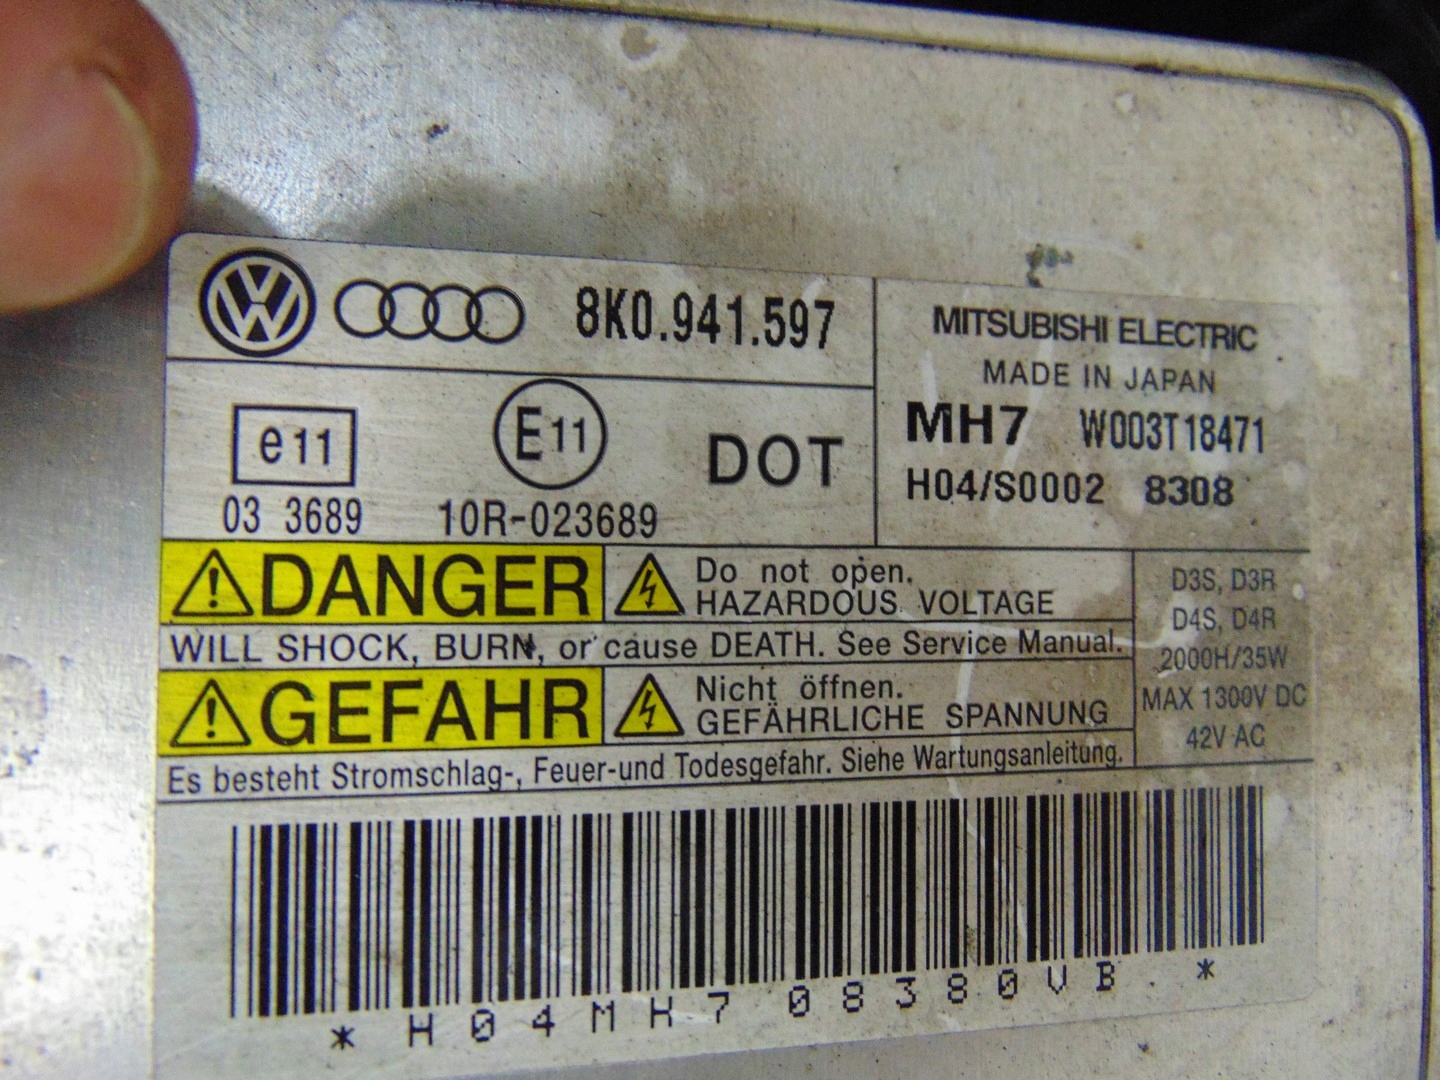 8K0.941.597
MITSUBISHI ELECTRIC
MADE IN JAPAN
MH7 W003T18471
H04/S0002 8308
e11
E11
DOT
03 3689
10R-023689
DANGER
Do not open.
HAZARDOUS VOLTAGE
WILL SHOCK, BURN, or cause DEATH. See Service Manual.
GEFAHR
Nicht öffnen.
GEFÄHRLICHE SPANNUNG
Es besteht Stromschlag-, Feuer-und Todesgefahr. Siehe Wartungsanleitung.
D3S, D3R
D4S, D4R
2000H/35W
MAX 1300V DC
42V AC
* H04MH708380VB. *